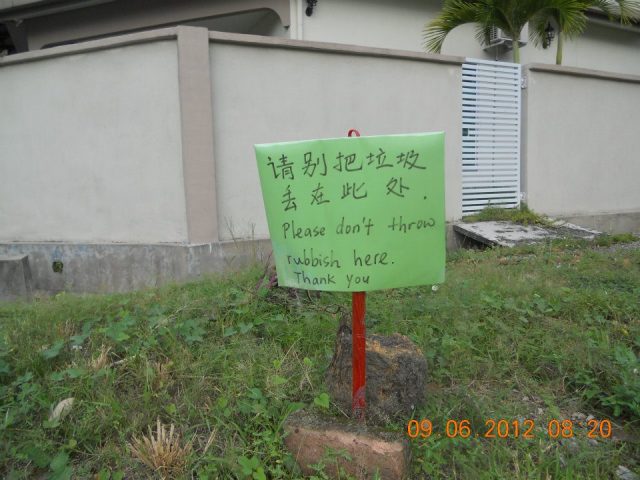 请别把垃圾
丢在此处.
Please don't throw
rubbish here.
Thank you
09.06.2012 08:20